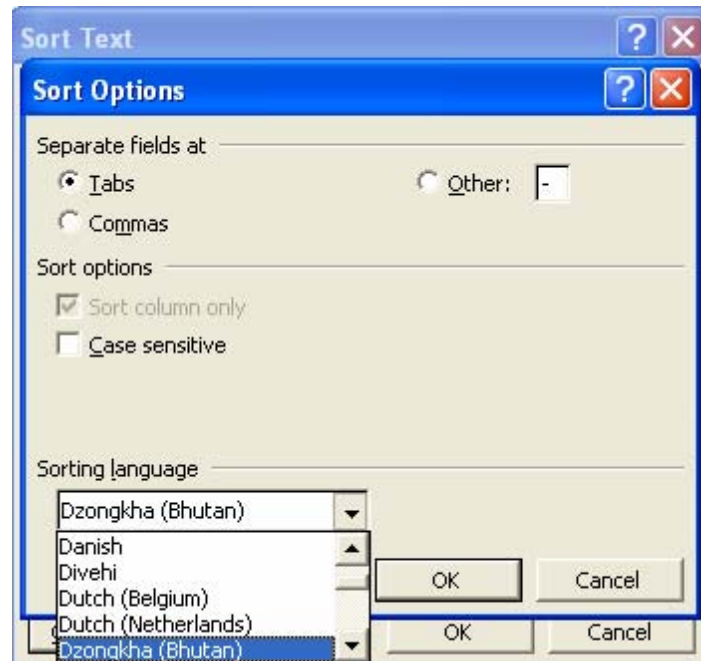 Sort Text
Sort Options
Separate fields at
Tabs
Other: -
Commas
Sort options
Sort column only
Case sensitive
Sorting language
Dzongkha (Bhutan)
Danish
Divehi
Dutch (Belgium)
Dutch (Netherlands)
Dzongkha (Bhutan)
OK Cancel
OK Cancel